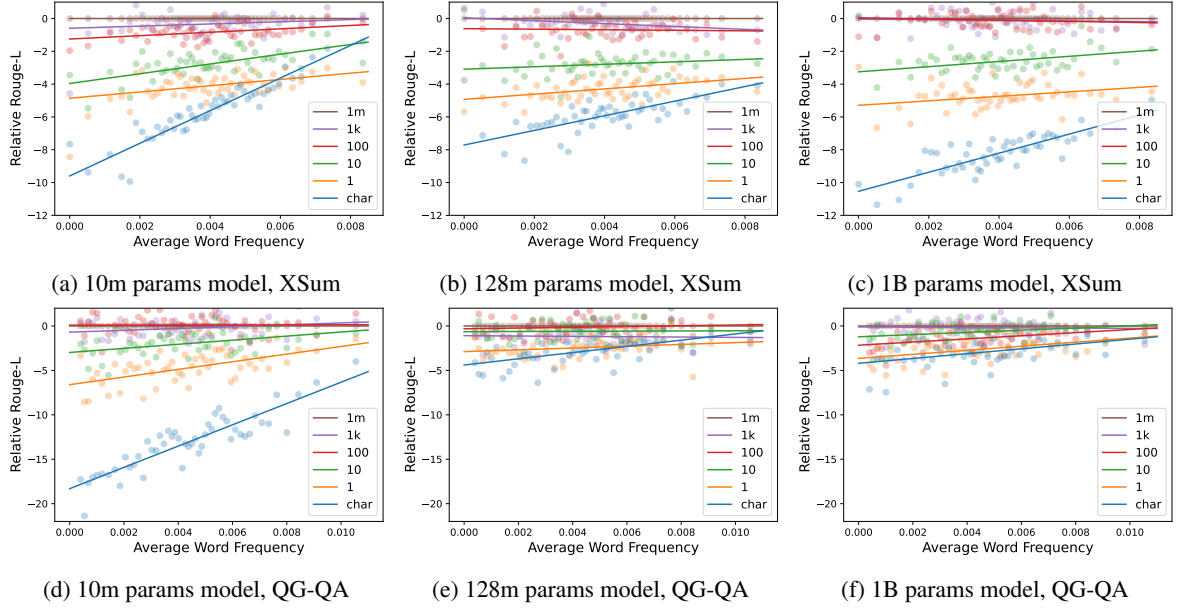 0
−2
−4
−6
−8
−10
−12
Relative Rouge-L
0.000 0.002 0.004 0.006 0.008
Average Word Frequency
1m
1k
100
10
1
char
(a) 10m params model, XSum
0
−2
−4
−6
−8
−10
−12
Relative Rouge-L
0.000 0.002 0.004 0.006 0.008
Average Word Frequency
1m
1k
100
10
1
char
(b) 128m params model, XSum
0
−2
−4
−6
−8
−10
−12
Relative Rouge-L
0.000 0.002 0.004 0.006 0.008
Average Word Frequency
1m
1k
100
10
1
char
(c) 1B params model, XSum
0
−5
−10
−15
−20
Relative Rouge-L
0.000 0.002 0.004 0.006 0.008 0.010
Average Word Frequency
1m
1k
100
10
1
char
(d) 10m params model, QG-QA
0
−5
−10
−15
−20
Relative Rouge-L
0.000 0.002 0.004 0.006 0.008 0.010
Average Word Frequency
1m
1k
100
10
1
char
(e) 128m params model, QG-QA
0
−5
−10
−15
−20
Relative Rouge-L
0.000 0.002 0.004 0.006 0.008 0.010
Average Word Frequency
1m
1k
100
10
1
char
(f) 1B params model, QG-QA